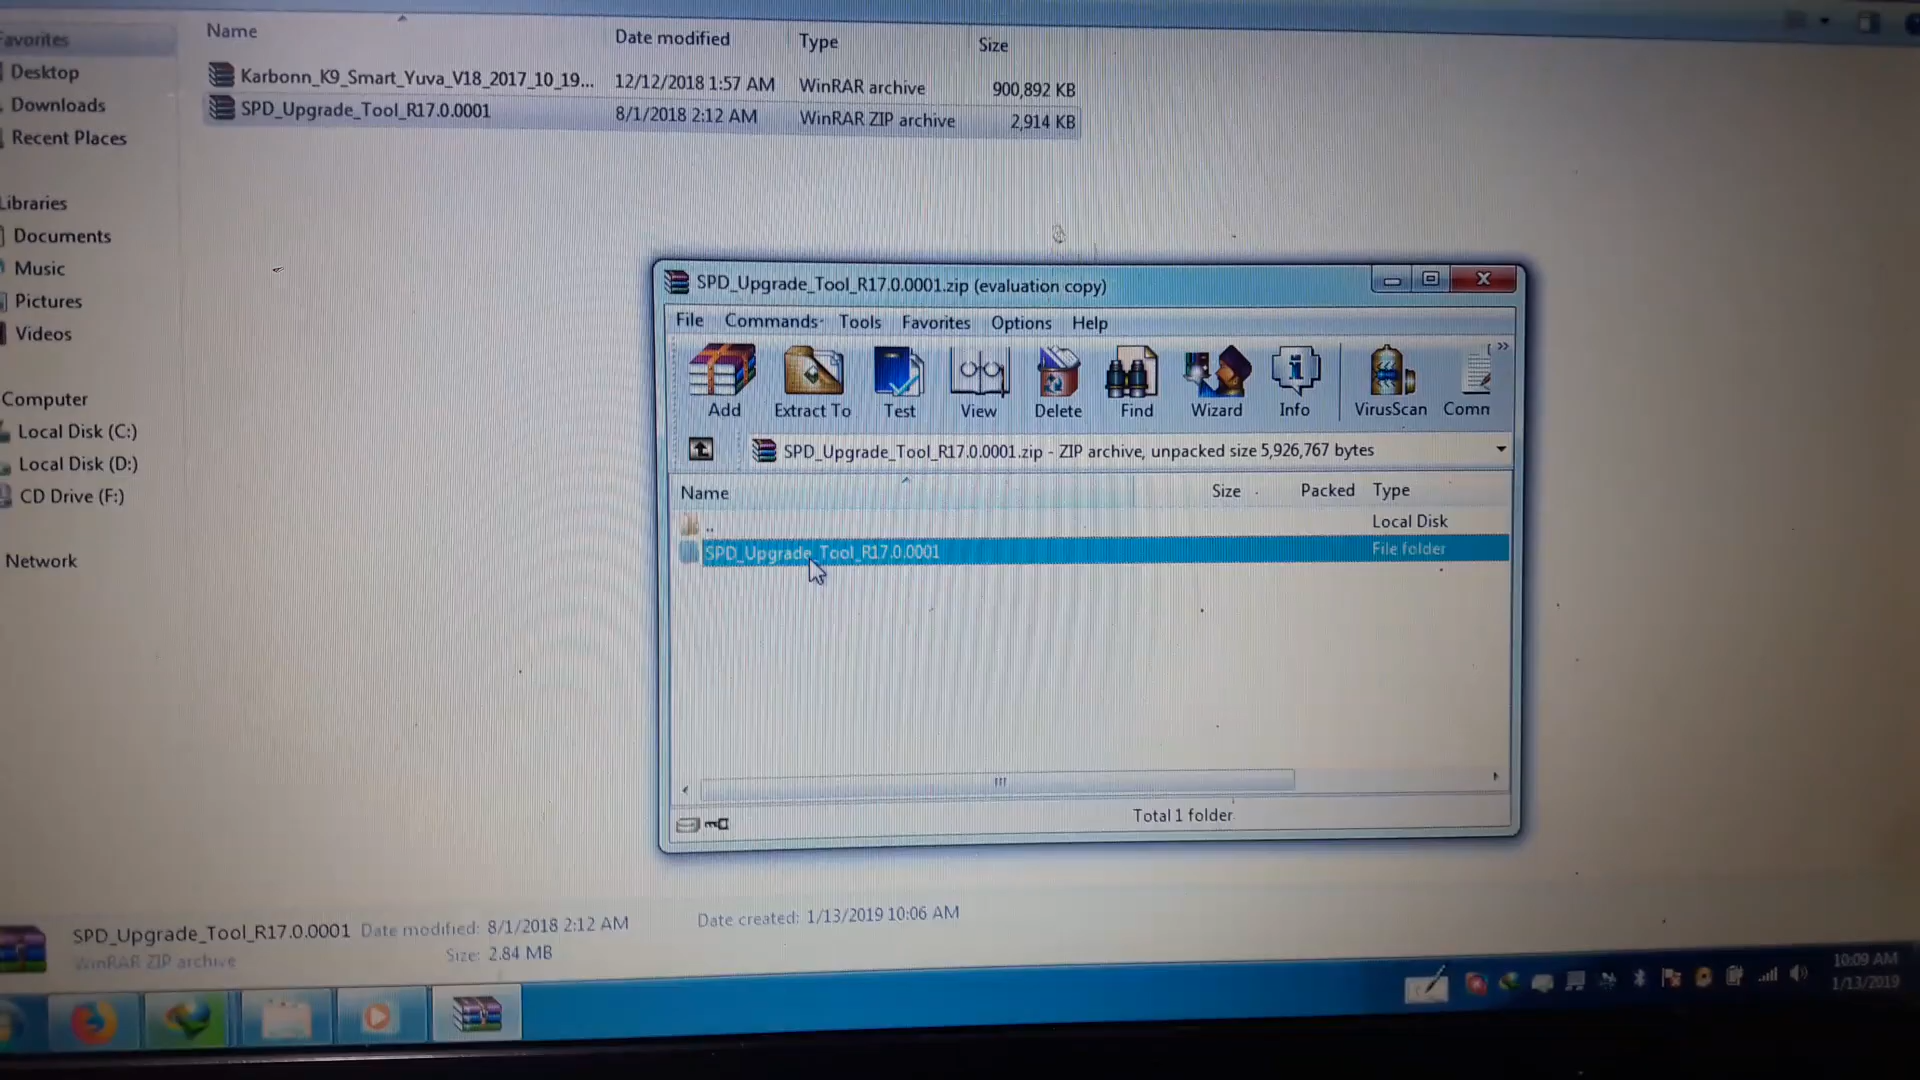 Name Date modified Type Size
Favorites
Karbonn_K9_Smart_Yuva_V18_2017_10_19... 12/12/2018 1:57 AM WinRAR archive 900,892 KB
Desktop
SPD_Upgrade_Tool_R17.0.0001 8/1/2018 2:12 AM WinRAR ZIP archive 2,914 KB
Downloads
Recent Places
Libraries
Documents
Music
Pictures
Videos
Computer
Local Disk (C:)
Local Disk (D:)
CD Drive (F:)
Network
SPD_Upgrade_Tool_R17.0.0001.zip (evaluation copy)
File Commands Tools Favorites Options Help
Add Extract To Test View Delete Find Wizard Info VirusScan Comn
SPD_Upgrade_Tool_R17.0.0001.zip - ZIP archive, unpacked size 5,926,767 bytes
Name Size Packed Type
.. Local Disk
SPD_Upgrade_Tool_R17.0.0001 File folder
Total 1 folder
SPD_Upgrade_Tool_R17.0.0001 Date modified: 8/1/2018 2:12 AM Date created: 1/13/2019 10:06 AM
WinRAR ZIP archive Size: 2.84 MB
10:09 AM
1/13/2019